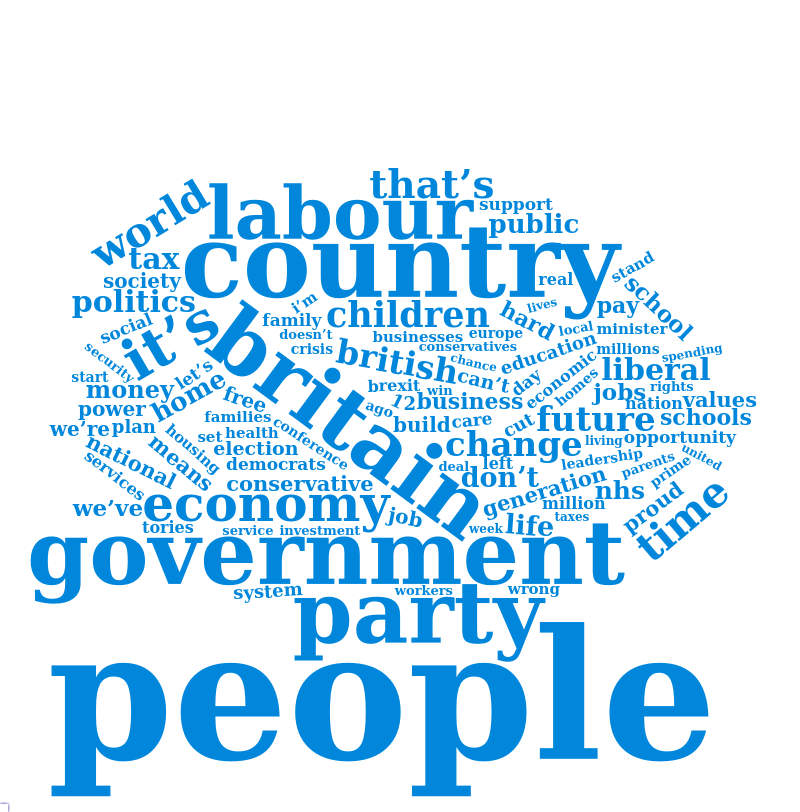 that’s
world
labour
support
public
country
tax
society
real
stand
school
politics
i’m
children
lives
pay
hard
it’s
britain
social
family
doesn’t
businesses
europe
local
minister
crisis
conservatives
education
millions
spending
security
british
chance
liberal
start
let’s
can’t
day
economic
homes
jobs
rights
money
home
free
brexit
win
12
business
nation
values
power
ago
families
future
schools
we’re
plan
set
health
conference
build
care
cut
change
living
opportunity
housing
election
national
means
democrats
deal
left
leadership
parents
prime
united
services
conservative
don’t
generation
nhs
we’ve
economy
job
million
proud
time
tories
service
investment
week
life
taxes
government
system
workers
wrong
party
people